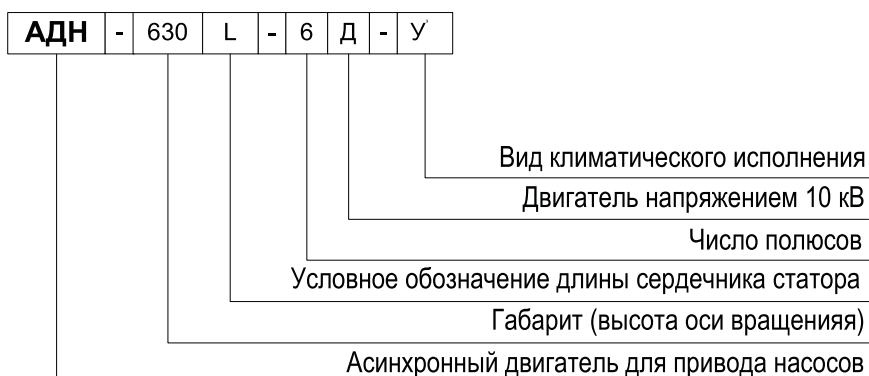 АДН - 630 L - 6 Д - У'
Вид климатического исполнения
Двигатель напряжением 10 кВ
Число полюсов
Условное обозначение длины сердечника статора
Габарит (высота оси вращенияя)
Асинхронный двигатель для привода насосов